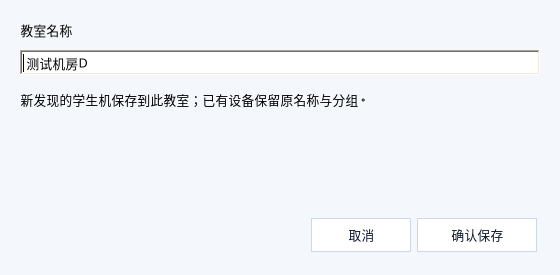 教室名称
测试机房D
新发现的学生机保存到此教室；已有设备保留原名称与分组。
取消
确认保存